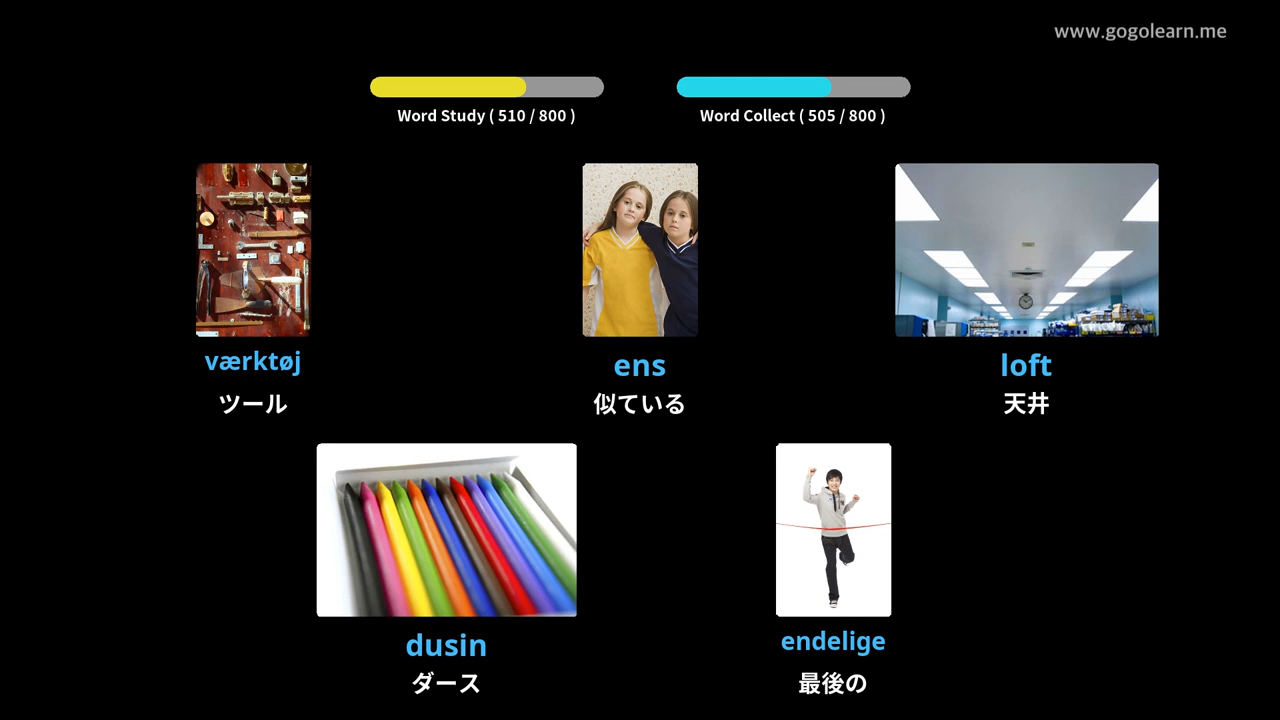 www.gogolearn.me
Word Study ( 510 / 800 )
Word Collect ( 505 / 800 )
værktøj
ens
loft
ツール
似ている
天井
dusin
endelige
ダース
最後の